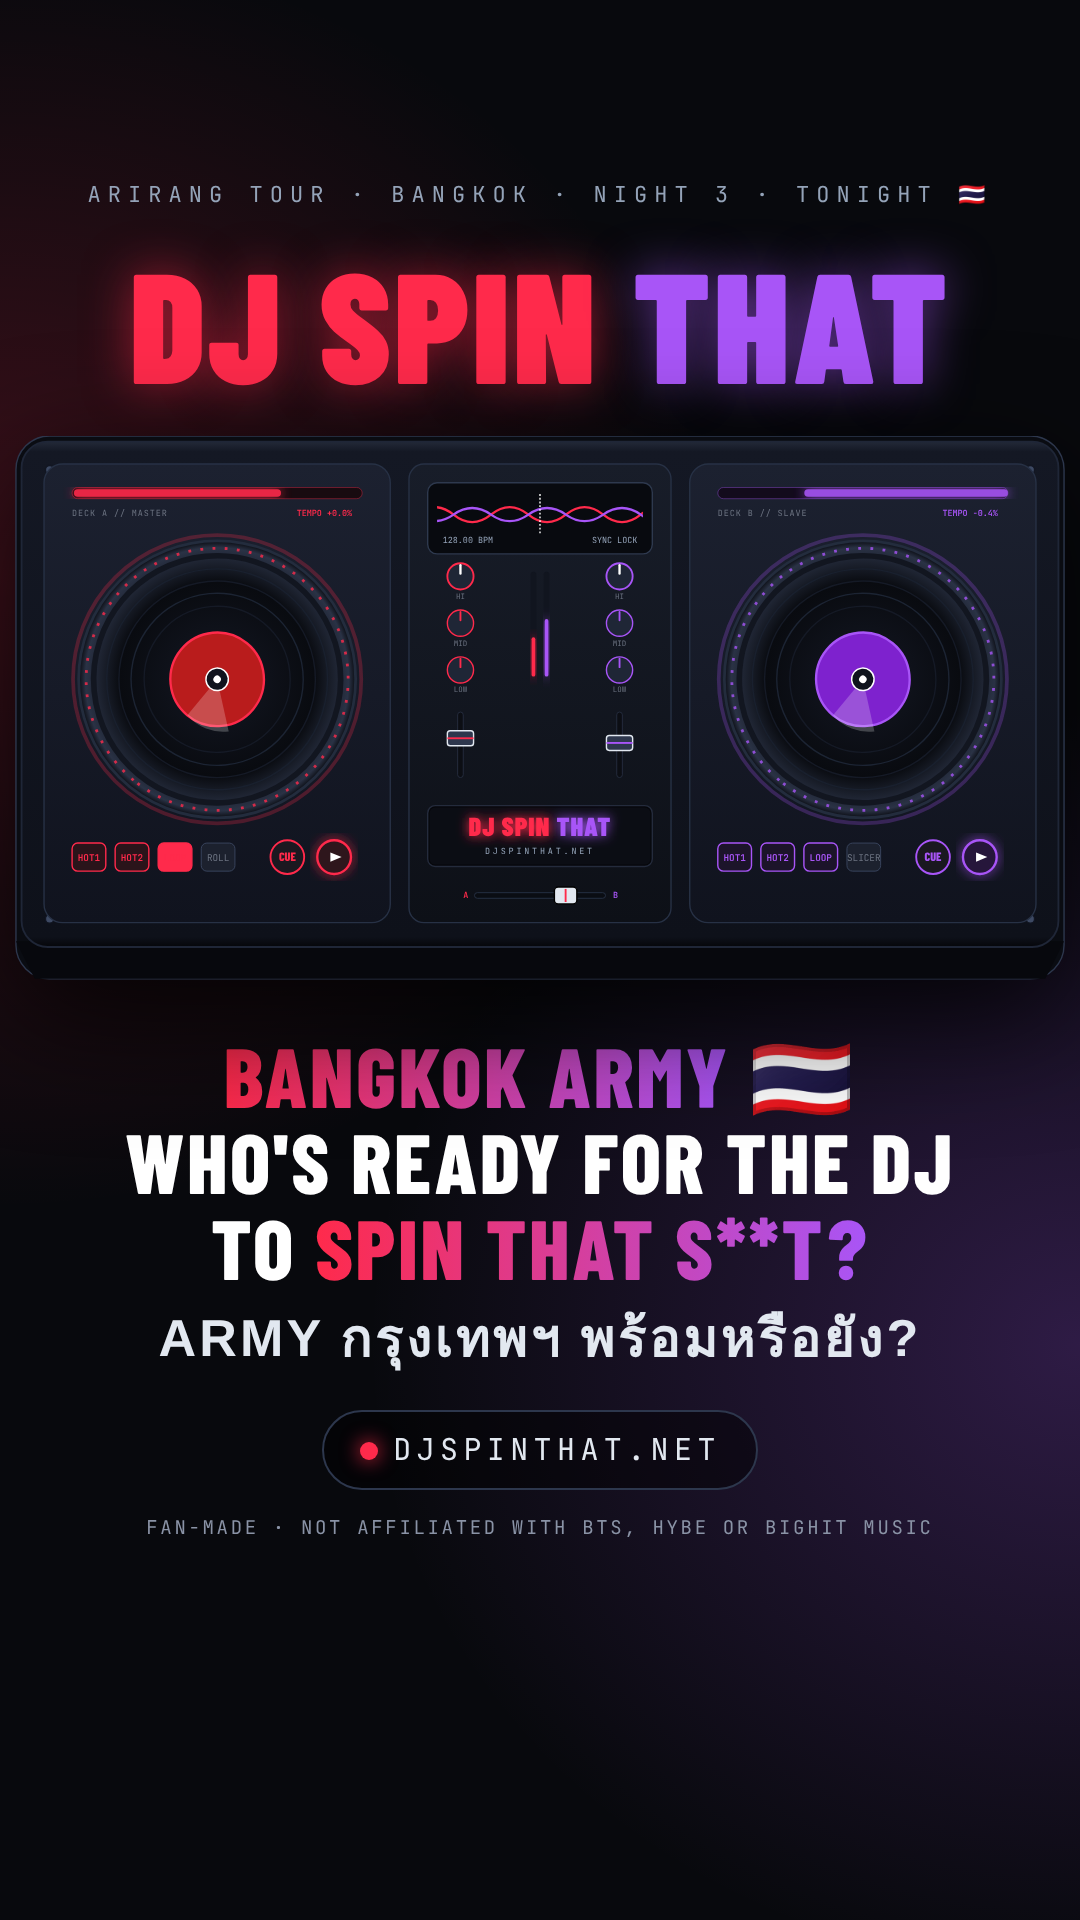 ARIRANG TOUR · BANGKOK · NIGHT 3 · TONIGHT 🇹🇭
DJ SPIN THAT
DECK A // MASTER TEMPO +0.0%
128.00 BPM SYNC LOCK
DECK B // SLAVE TEMPO -0.4%
HI HI
MID MID
LOW LOW
DJ SPIN THAT
DJSPINTHAT.NET
HOT1 HOT2 ROLL CUE
HOT1 HOT2 LOOP SLICER CUE
A B
BANGKOK ARMY 🇹🇭
WHO'S READY FOR THE DJ
TO SPIN THAT S**T?
ARMY กรุงเทพฯ พร้อมหรือยัง?
DJSPINTHAT.NET
FAN-MADE · NOT AFFILIATED WITH BTS, HYBE OR BIGHIT MUSIC